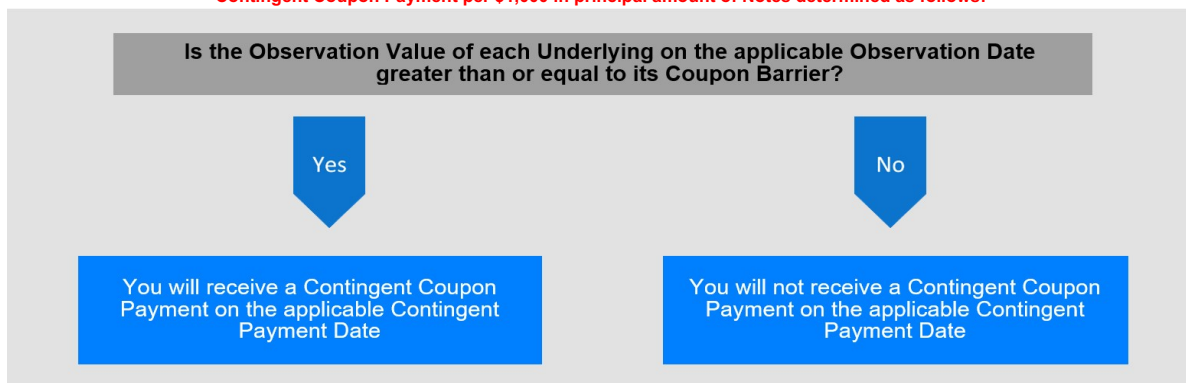 Contingent Coupon Payment per $1,000 in principal amount of Notes determined as follows:
Is the Observation Value of each Underlying on the applicable Observation Date
greater than or equal to its Coupon Barrier?
Yes
No
You will receive a Contingent Coupon
Payment on the applicable Contingent
Payment Date
You will not receive a Contingent Coupon
Payment on the applicable Contingent
Payment Date